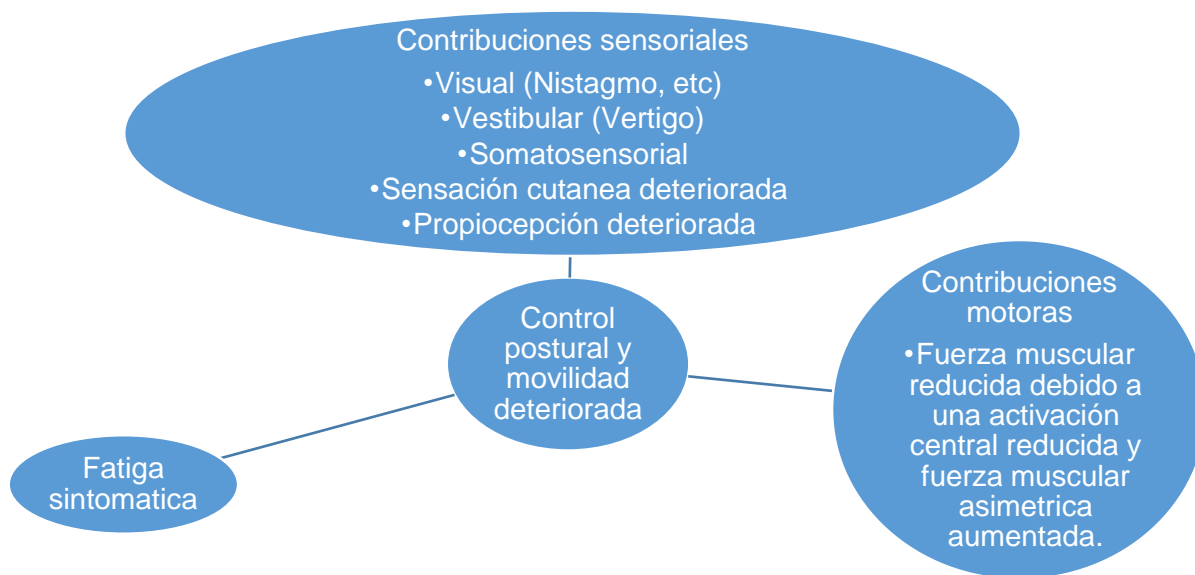 Contribuciones sensoriales
•Visual (Nistagmo, etc)
•Vestibular (Vertigo)
•Somatosensorial
•Sensación cutanea deteriorada
•Propiocepción deteriorada
Control
postural y
movilidad
deteriorada
Contribuciones
motoras
•Fuerza muscular
reducida debido a
una activación
central reducida y
fuerza muscular
asimetrica
aumentada.
Fatiga
sintomatica